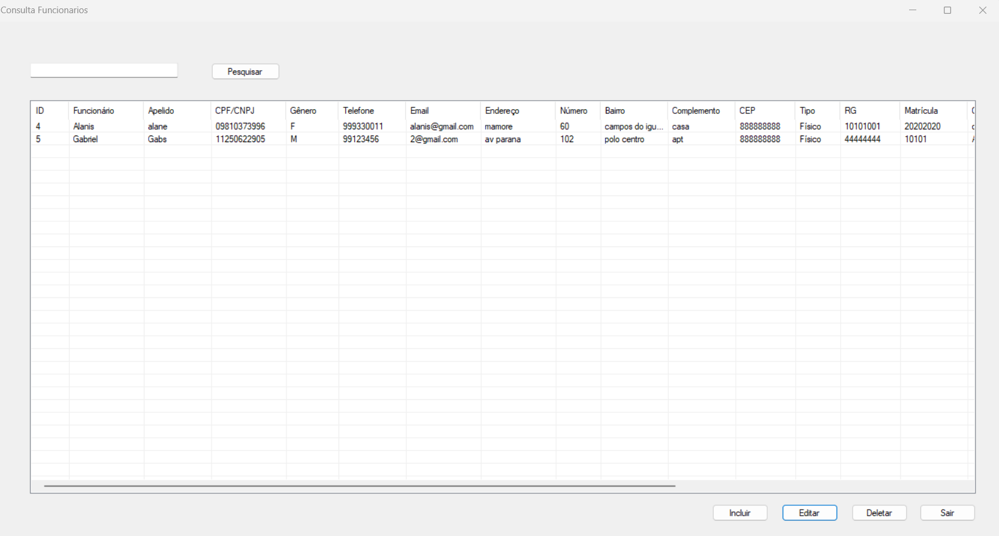 Consulta Funcionarios
Pesquisar
ID Funcionário Apelido CPF/CNPJ Gênero Telefone Email Endereço Número Bairro Complemento CEP Tipo RG Matrícula
4 Alanis alane 09810373996 F 999330011 alanis@gmail.com mamore 60 campos do igu... casa 888888888 Físico 10101001 20202020
5 Gabriel Gabs 11250622905 M 99123456 2@gmail.com av parana 102 polo centro apt 888888888 Físico 44444444 10101
Incluir Editar Deletar Sair